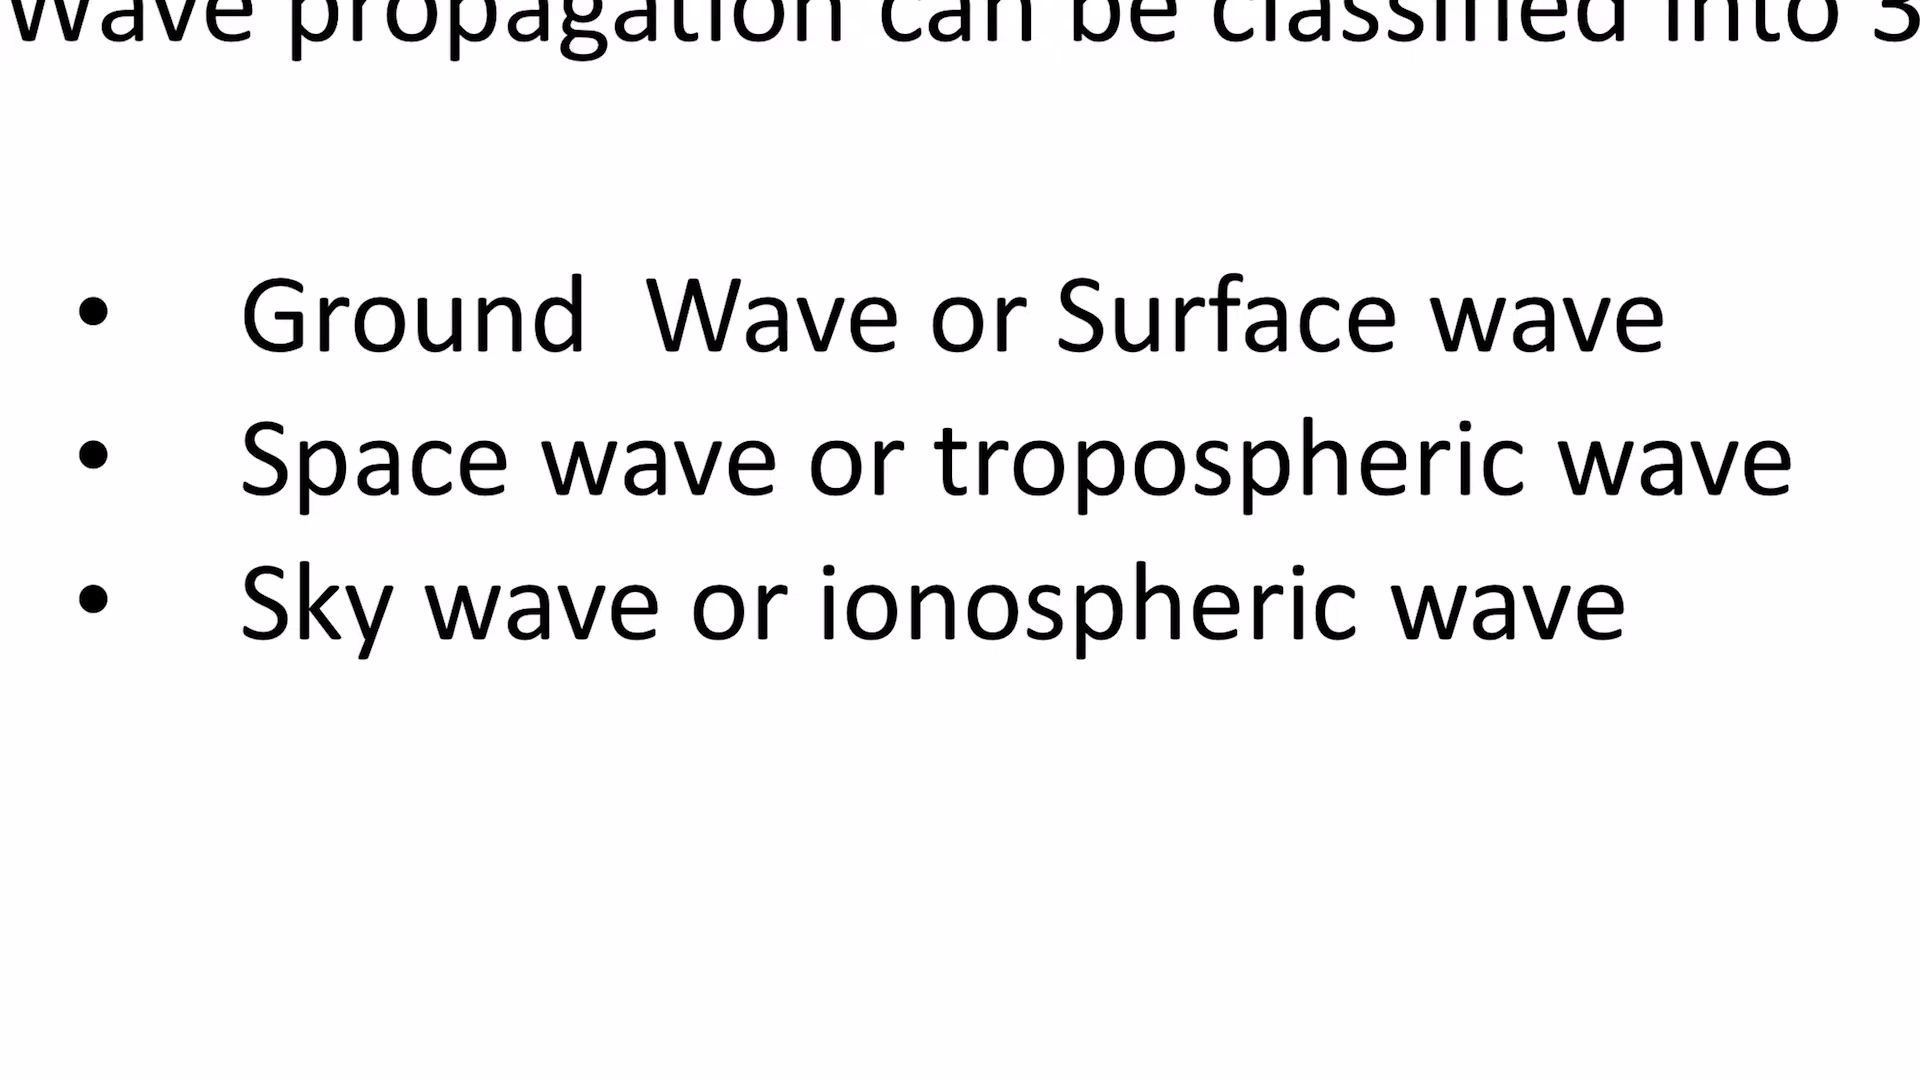 Wave propagation can be classified into 3
• Ground  Wave or Surface wave
• Space wave or tropospheric wave
• Sky wave or ionospheric wave